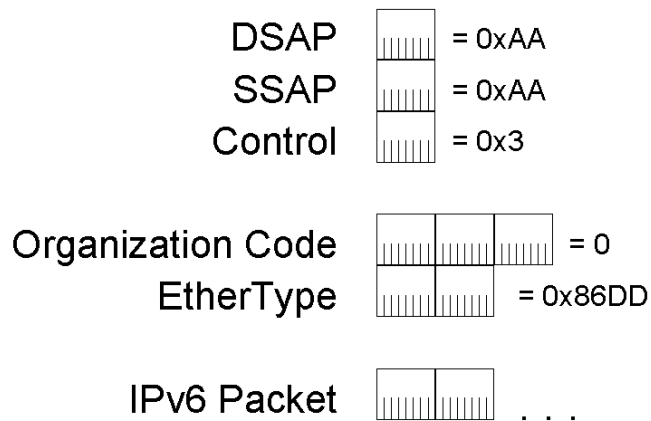 DSAP = 0xAA
SSAP = 0xAA
Control = 0x3
Organization Code = 0
EtherType = 0x86DD
IPv6 Packet . . .